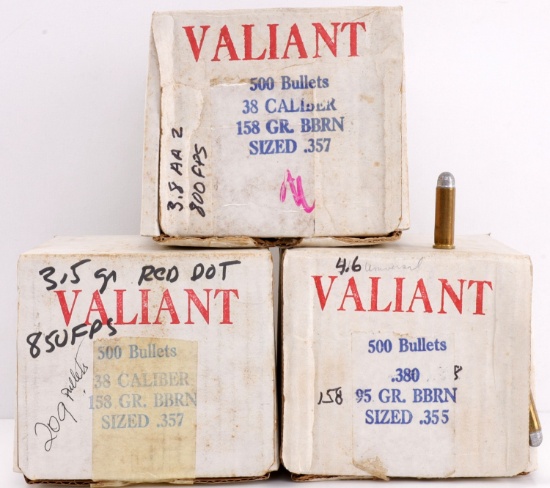 VALIANT
500 Bullets
38 CALIBER
158 GR. BBRN
SIZED .357
3.8 AA 2
800 FPS
3.5 gr RED DOT
VALIANT
850 FPS
500 Bullets
38 CALIBER
158 GR. BBRN
SIZED .357
209 Bullets
4.6
VALIANT
500 Bullets
.380
158 95 GR. BBRN
SIZED .355